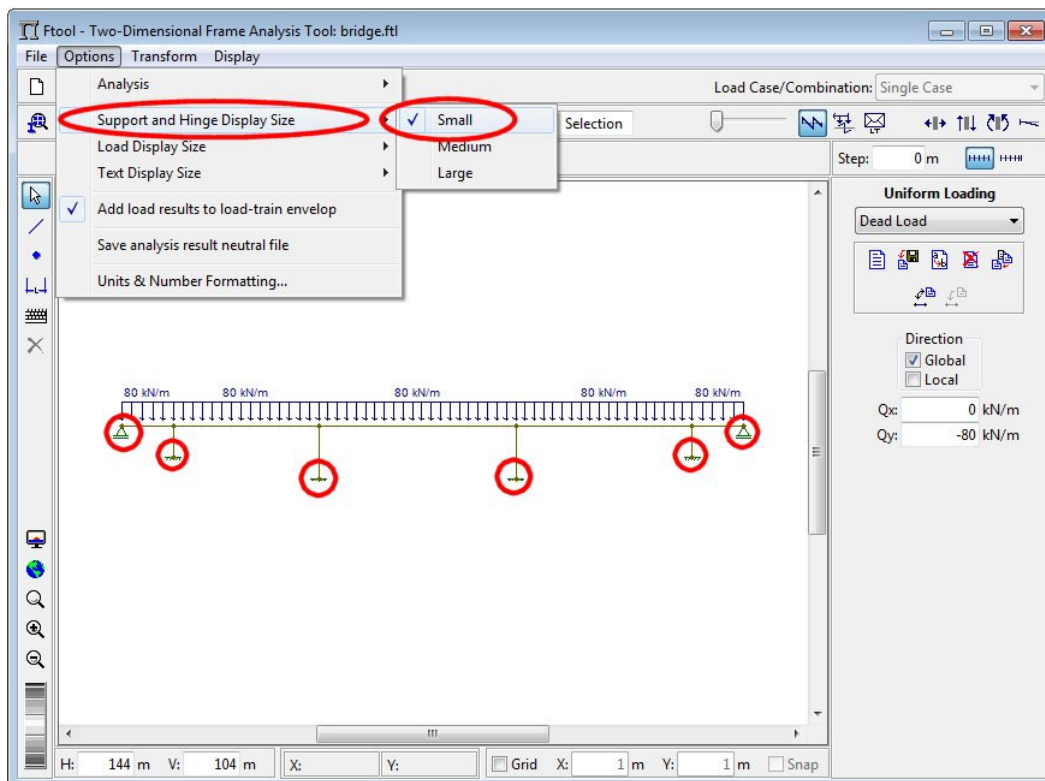 Ftool - Two-Dimensional Frame Analysis Tool: bridge.ftl
File Options Transform Display
Analysis
Load Case/Combination: Single Case
Support and Hinge Display Size
Small
Selection
Load Display Size
Medium
Step: 0 m
Text Display Size
Large
Add load results to load-train envelop
Save analysis result neutral file
Units & Number Formatting...
Uniform Loading
Dead Load
Direction
Global
Local
Qx: 0 kN/m
Qy: -80 kN/m
80 kN/m 80 kN/m 80 kN/m 80 kN/m 80 kN/m
H: 144 m V: 104 m X: Y: Grid X: 1 m Y: 1 m Snap